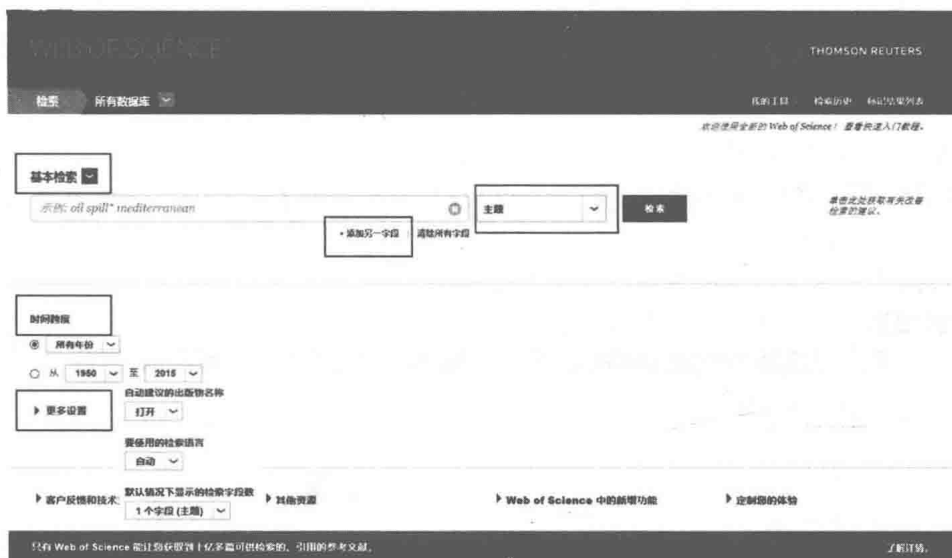 WEB OF SCIENCE
THOMSON REUTERS
检索 所有数据库
我的工具 检索历史 标记结果列表
欢迎使用全新的 Web of Science！ 查看快速入门教程。
基本检索
示例: oil spill* mediterranean 主题 检索
单击此处获取有关改善
检索的建议。
+ 添加另一字段 | 清除所有字段
时间跨度
所有年份
从 1950 至 2015
更多设置
自动建议的出版物名称
打开
要使用的检索语言
自动
客户反馈和技术 默认情况下显示的检索字段数 其他资源 Web of Science 中的新增功能 定制您的体验
1 个字段 (主题)
只有 Web of Science 能让您获取到十亿多篇可供检索的、引用的参考文献。 了解详情。